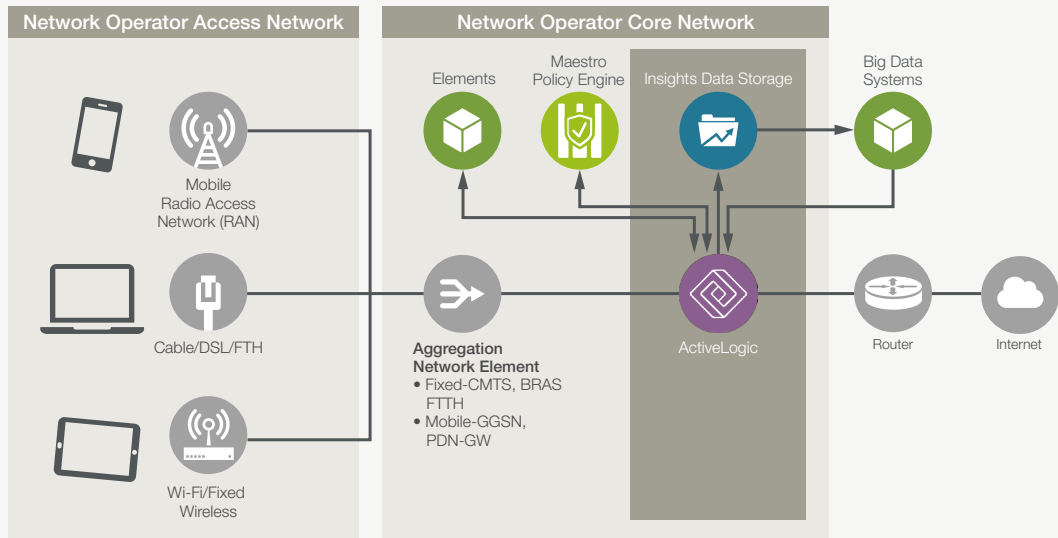 Network Operator Access Network
Network Operator Core Network
Elements
Maestro
Policy Engine
Insights Data Storage
Big Data
Systems
Mobile
Radio Access
Network (RAN)
Cable/DSL/FTH
Wi-Fi/Fixed
Wireless
Aggregation
Network Element
• Fixed-CMTS, BRAS
FTTH
• Mobile-GGSN,
PDN-GW
ActiveLogic
Router
Internet